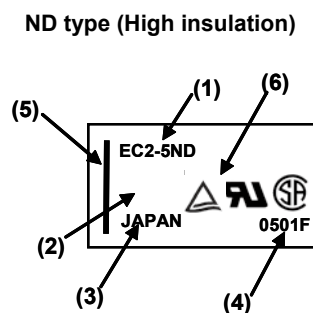 ND type (High insulation)
(1)
(6)
(5)
EC2-5ND
(2)
JAPAN
0501F
(3)
(4)